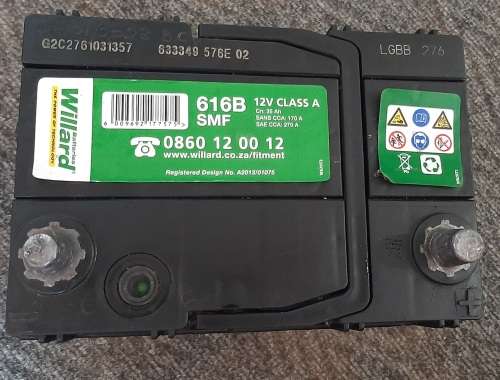 G2C2761031357
633349 576E 02
LGBB 276
Willard
Batteries
THE POWER OF TECHNOLOGY
6009692177575
616B
SMF
12V CLASS A
Cn: 35 Ah
SANS CCA: 170 A
SAE CCA: 270 A
0860 12 00 12
www.willard.co.za/fitment
Registered Design No. A2013/01075
+